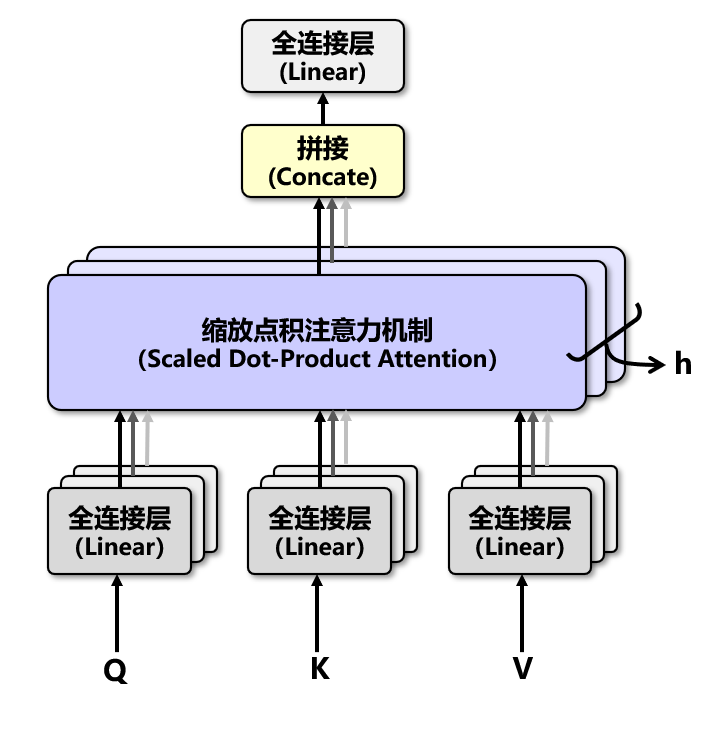 全连接层
(Linear)
拼接
(Concate)
缩放点积注意力机制
(Scaled Dot-Product Attention)
h
全连接层
(Linear)
全连接层
(Linear)
全连接层
(Linear)
Q
K
V